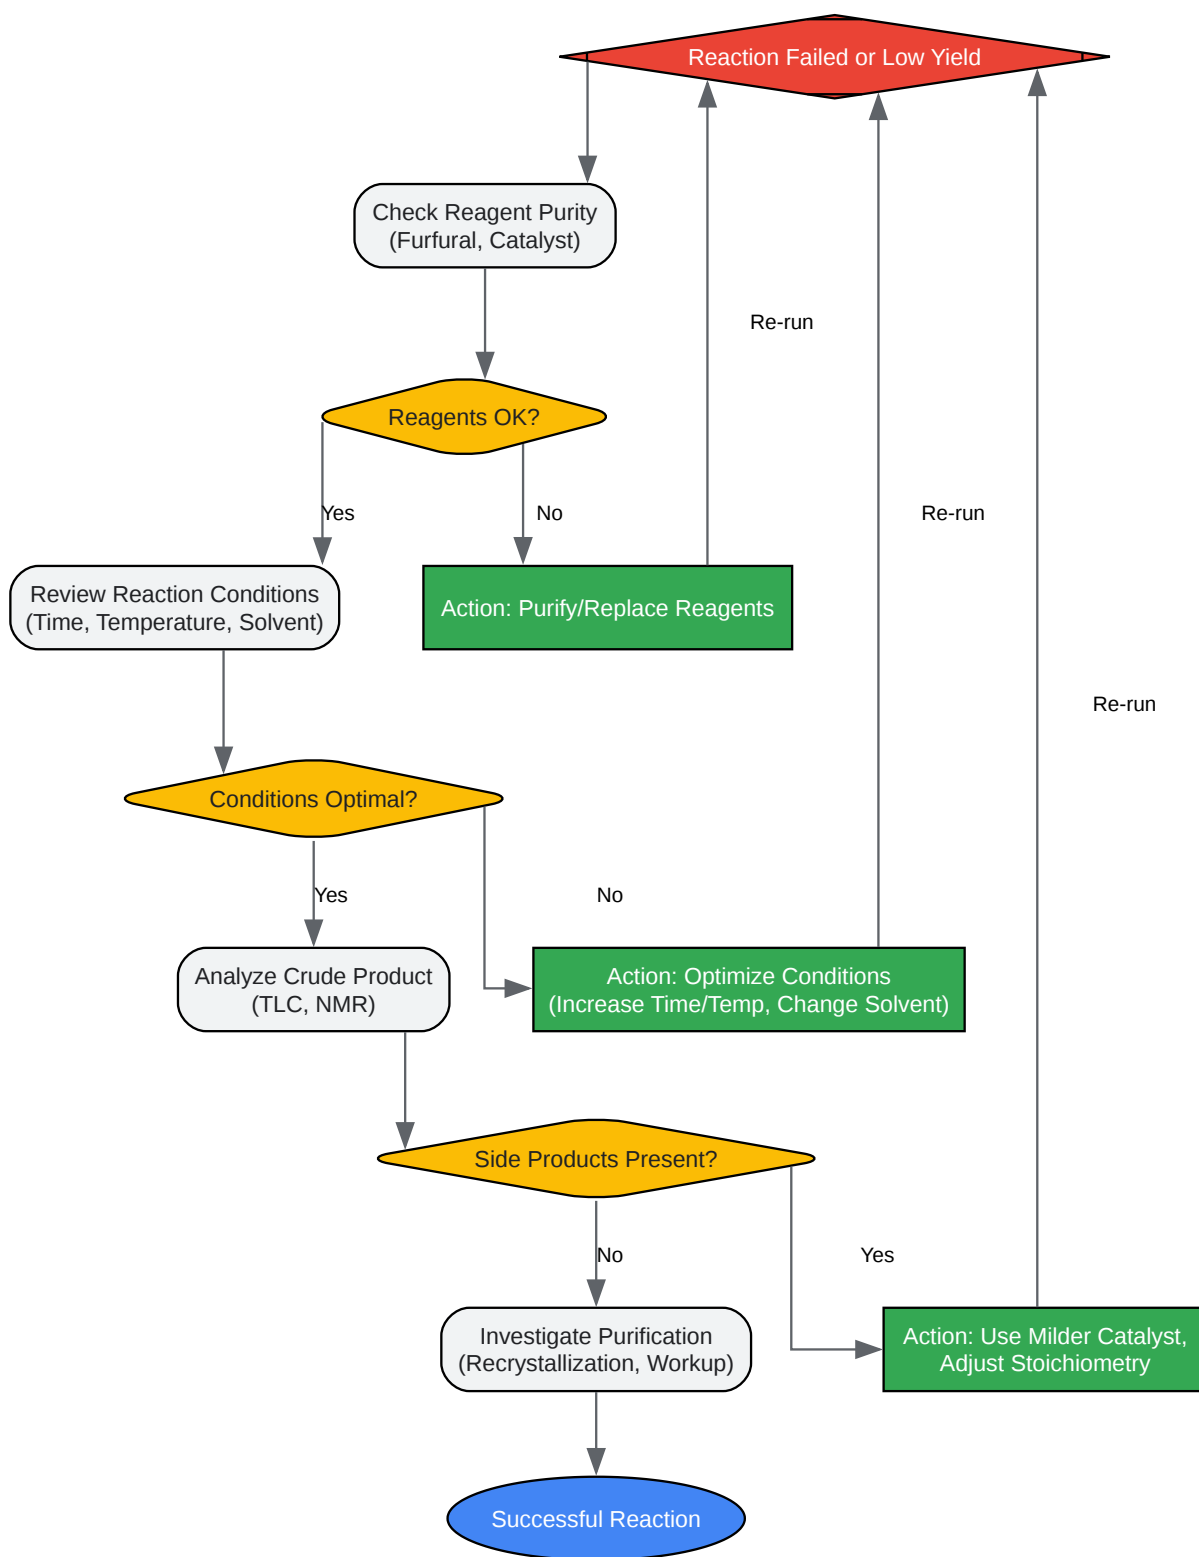 Reaction Failed or Low Yield
Check Reagent Purity
(Furfural, Catalyst)
Re-run
Reagents OK?
Yes
No
Re-run
Review Reaction Conditions
(Time, Temperature, Solvent)
Action: Purify/Replace Reagents
Re-run
Conditions Optimal?
Yes
No
Analyze Crude Product
(TLC, NMR)
Action: Optimize Conditions
(Increase Time/Temp, Change Solvent)
Side Products Present?
No
Yes
Investigate Purification
(Recrystallization, Workup)
Action: Use Milder Catalyst,
Adjust Stoichiometry
Successful Reaction